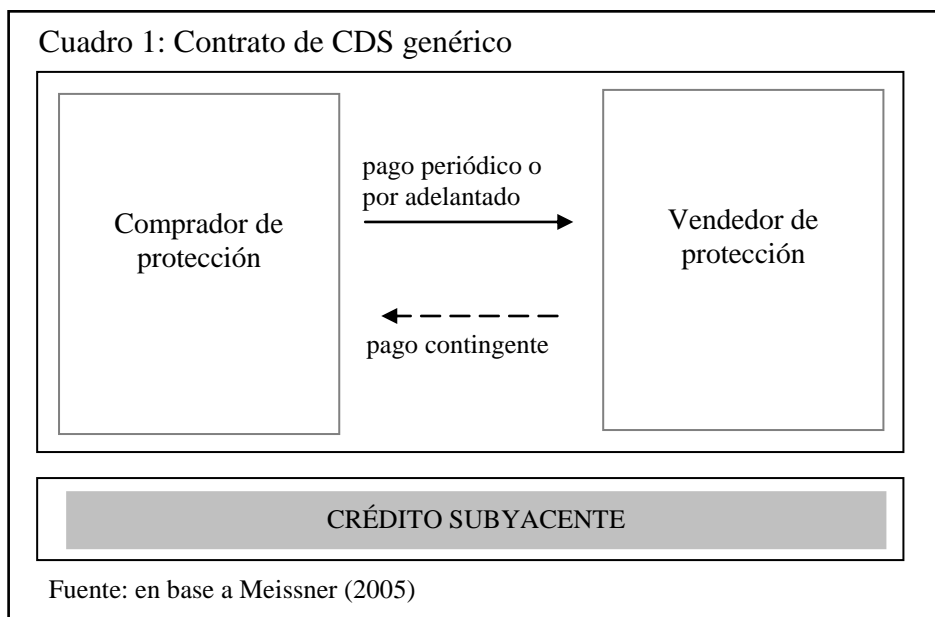 Cuadro 1: Contrato de CDS genérico
Comprador de
protección
pago periódico o
por adelantado
pago contingente
Vendedor de
protección
CRÉDITO SUBYACENTE
Fuente: en base a Meissner (2005)